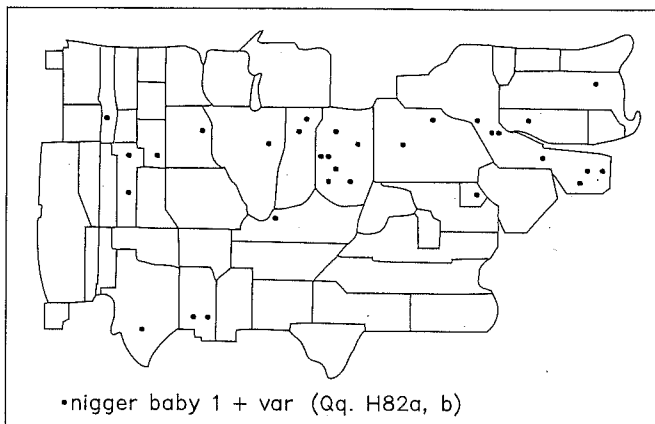 •nigger baby 1 + var (Qq. H82a, b)